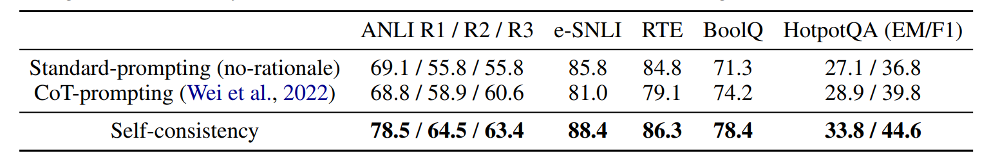 ANLI R1 / R2 / R3 e-SNLI RTE BoolQ HotpotQA (EM/F1)
Standard-prompting (no-rationale) 69.1 / 55.8 / 55.8 85.8 84.8 71.3 27.1 / 36.8
CoT-prompting (Wei et al., 2022) 68.8 / 58.9 / 60.6 81.0 79.1 74.2 28.9 / 39.8
Self-consistency 78.5 / 64.5 / 63.4 88.4 86.3 78.4 33.8 / 44.6